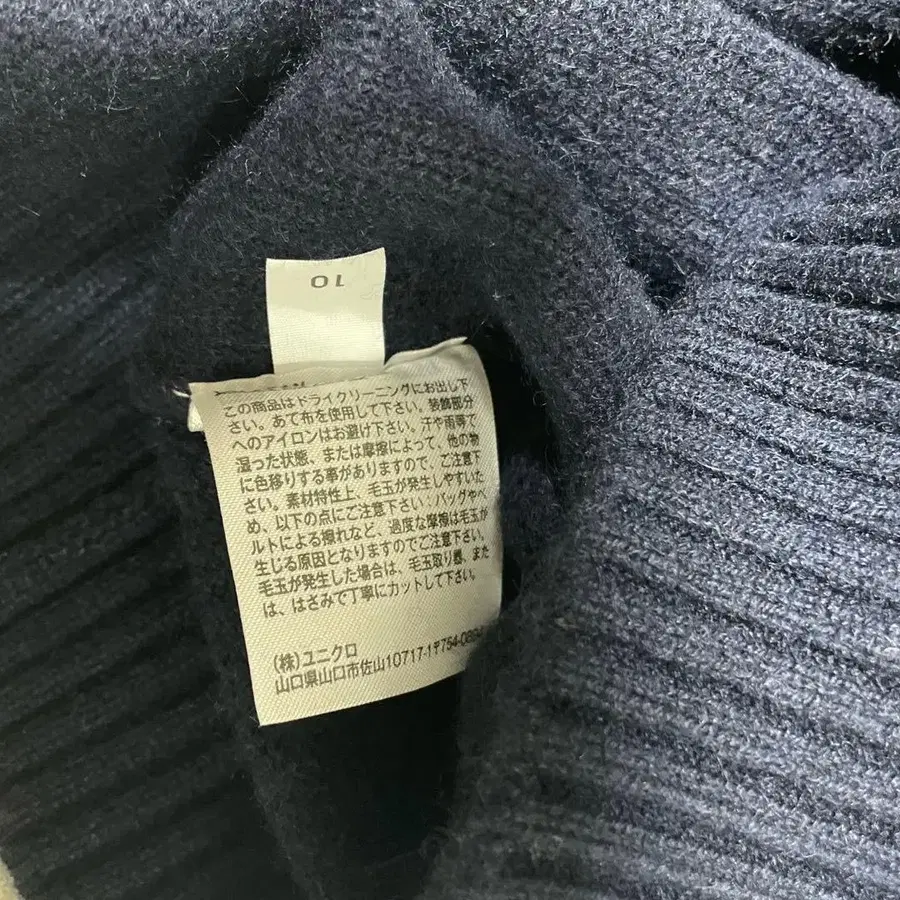 10
この商品はドライクリーニングにお出し下
さい。あて布を使用して下さい。装飾部分
へのアイロンはお避け下さい。汗や雨等で
湿った状態、または摩擦によって、他の物
に色移りする事がありますので、ご注意下
さい。素材特性上、毛玉が発生しやすいた
め、以下の点にご注意下さい：バッグやベ
ルトによる擦れなど、過度な摩擦は毛玉が
生じる原因となりますのでご注意下さい。
毛玉が発生した場合は、毛玉取り器、また
は、はさみで丁寧にカットして下さい。
(株)ユニクロ
山口県山口市佐山10717-1〒754-0894